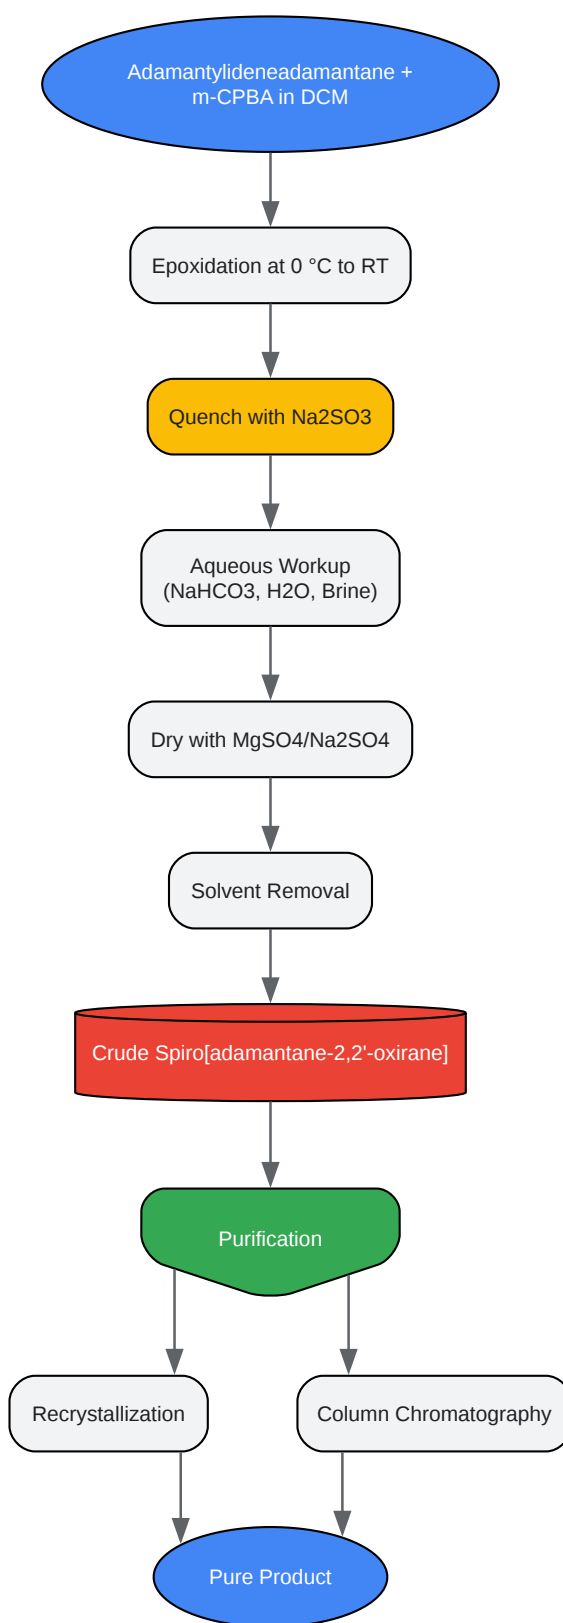 Adamantylideneadamantane +
m-CPBA in DCM
Epoxidation at 0 °C to RT
Quench with Na2SO3
Aqueous Workup
(NaHCO3, H2O, Brine)
Dry with MgSO4/Na2SO4
Solvent Removal
Crude Spiro[adamantane-2,2'-oxirane]
Purification
Recrystallization
Column Chromatography
Pure Product